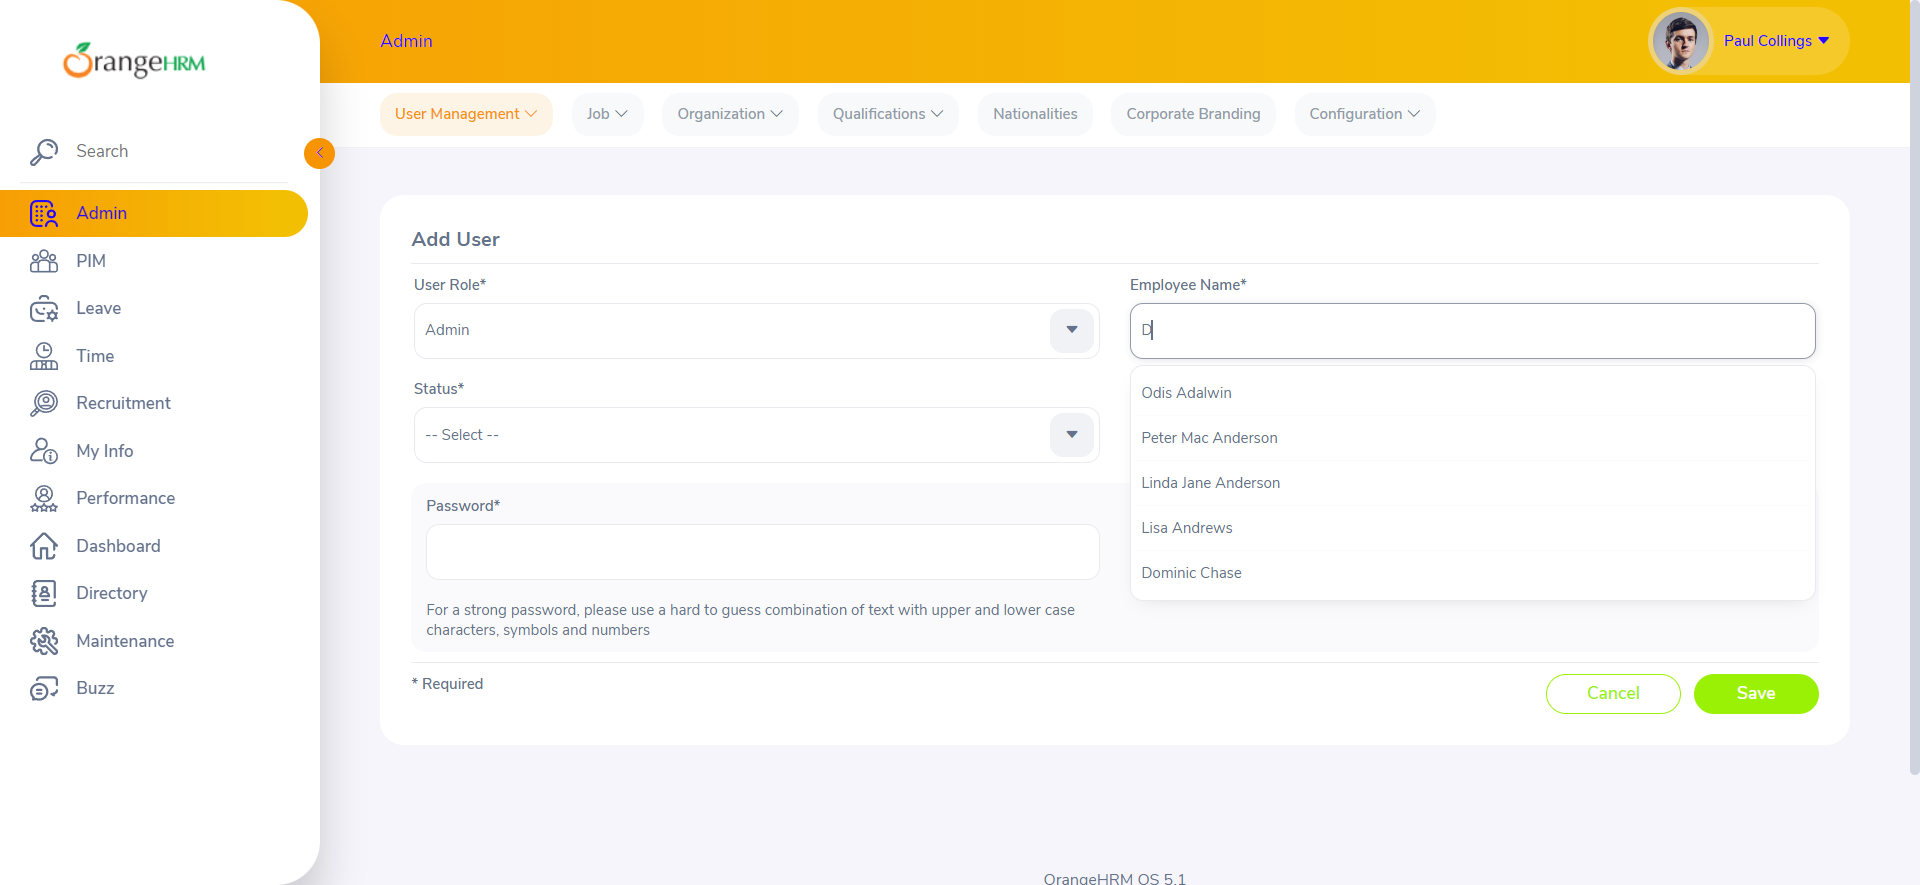 OrangeHRM
Search
Admin
PIM
Leave
Time
Recruitment
My Info
Performance
Dashboard
Directory
Maintenance
Buzz
Admin
Paul Collings
User Management
Job
Organization
Qualifications
Nationalities
Corporate Branding
Configuration
Add User
User Role*
Admin
Employee Name*
D
Odis Adalwin
Peter Mac Anderson
Linda Jane Anderson
Lisa Andrews
Dominic Chase
Status*
-- Select --
Password*
For a strong password, please use a hard to guess combination of text with upper and lower case
characters, symbols and numbers
* Required
Cancel
Save
OrangeHRM OS 5.1